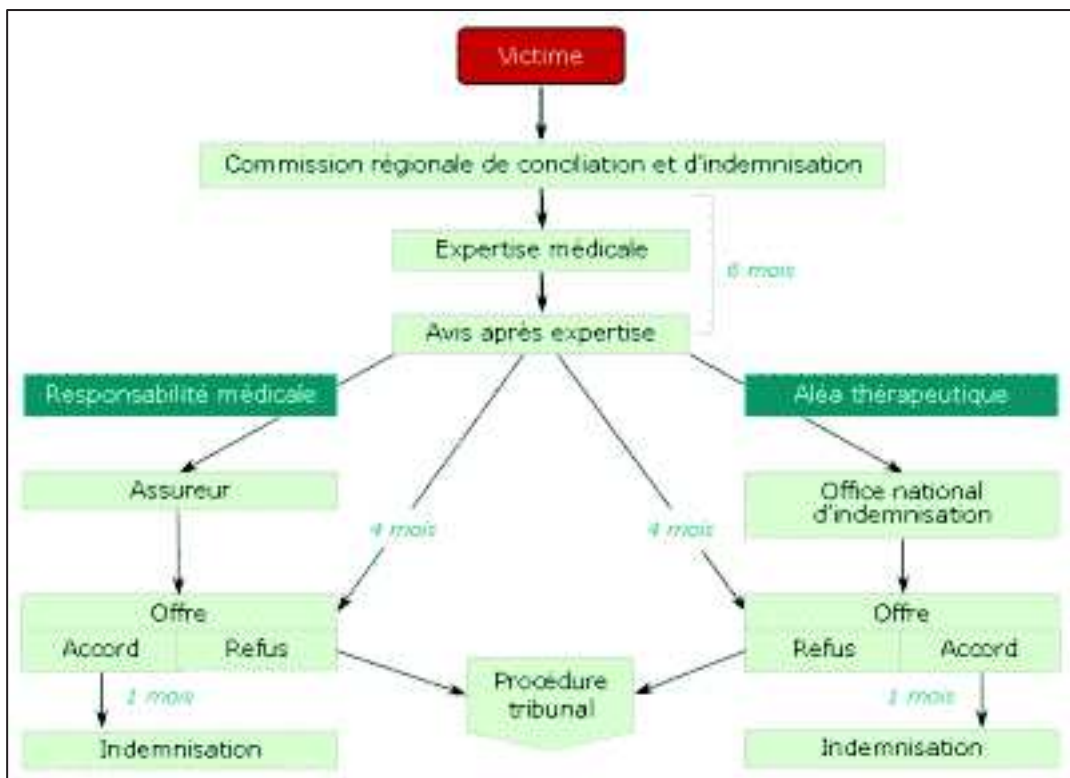 Victime
Commission régionale de conciliation et d'indemnisation
Expertise médicale
6 mois
Avis après expertise
Responsabilité médicale
Aléa thérapeutique
Assureur
Office national
d'indemnisation
4 mois
4 mois
Offre
Offre
Accord
Refus
Refus
Accord
Procédure
tribunal
1 mois
1 mois
Indemnisation
Indemnisation